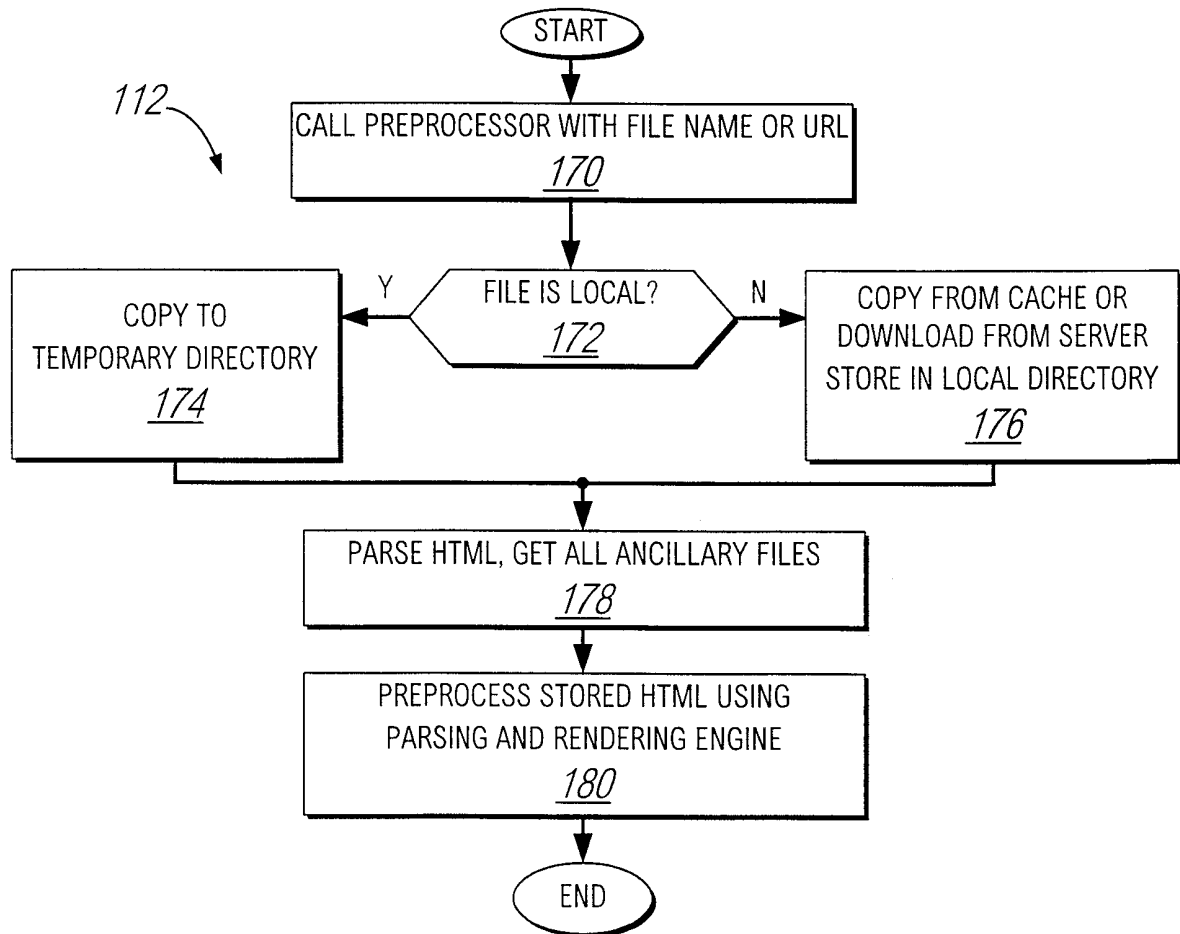 START
112
CALL PREPROCESSOR WITH FILE NAME OR URL
170
FILE IS LOCAL?
172
Y
N
COPY TO
TEMPORARY DIRECTORY
174
COPY FROM CACHE OR
DOWNLOAD FROM SERVER
STORE IN LOCAL DIRECTORY
176
PARSE HTML, GET ALL ANCILLARY FILES
178
PREPROCESS STORED HTML USING
PARSING AND RENDERING ENGINE
180
END